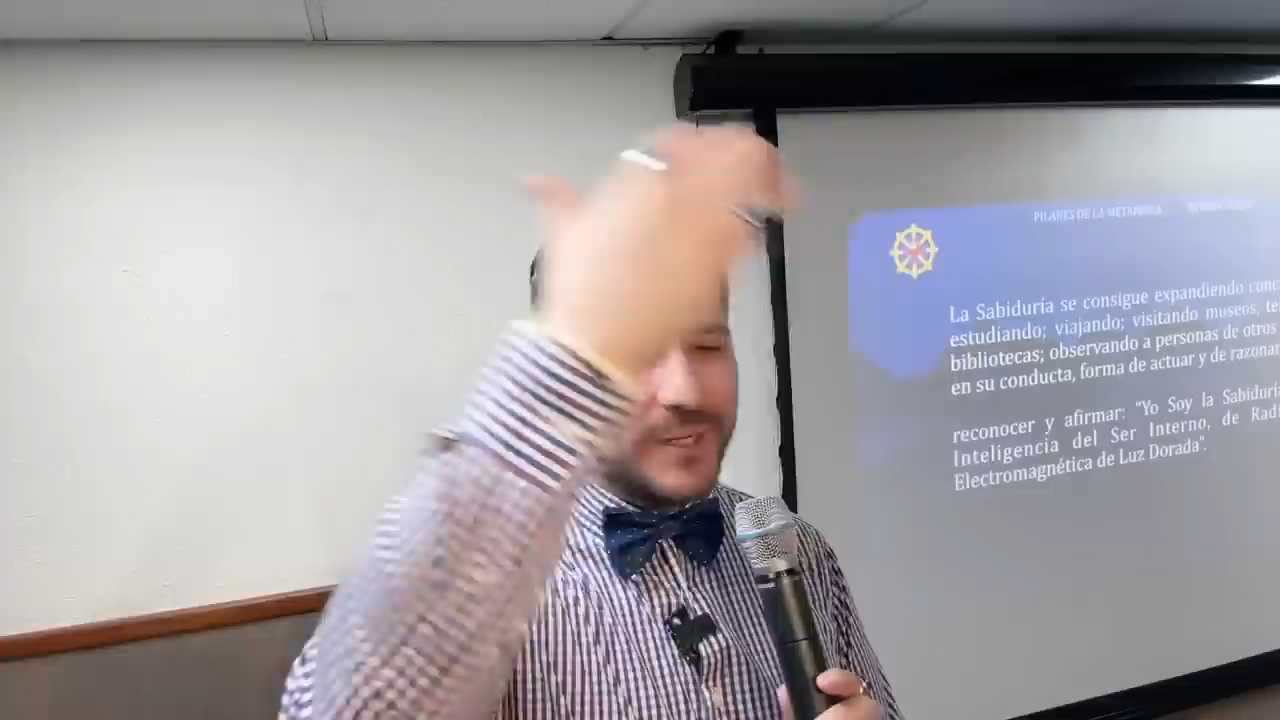 PILARES DE LA METAFÍSICA
La Sabiduría se consigue expandiendo
estudiando; viajando; visitando museos,
bibliotecas; observando a personas de otros
en su conducta, forma de actuar y de razonar
reconocer y afirmar: "Yo Soy la Sabiduría
Inteligencia del Ser Interno, de
Electromagnética de Luz Dorada".